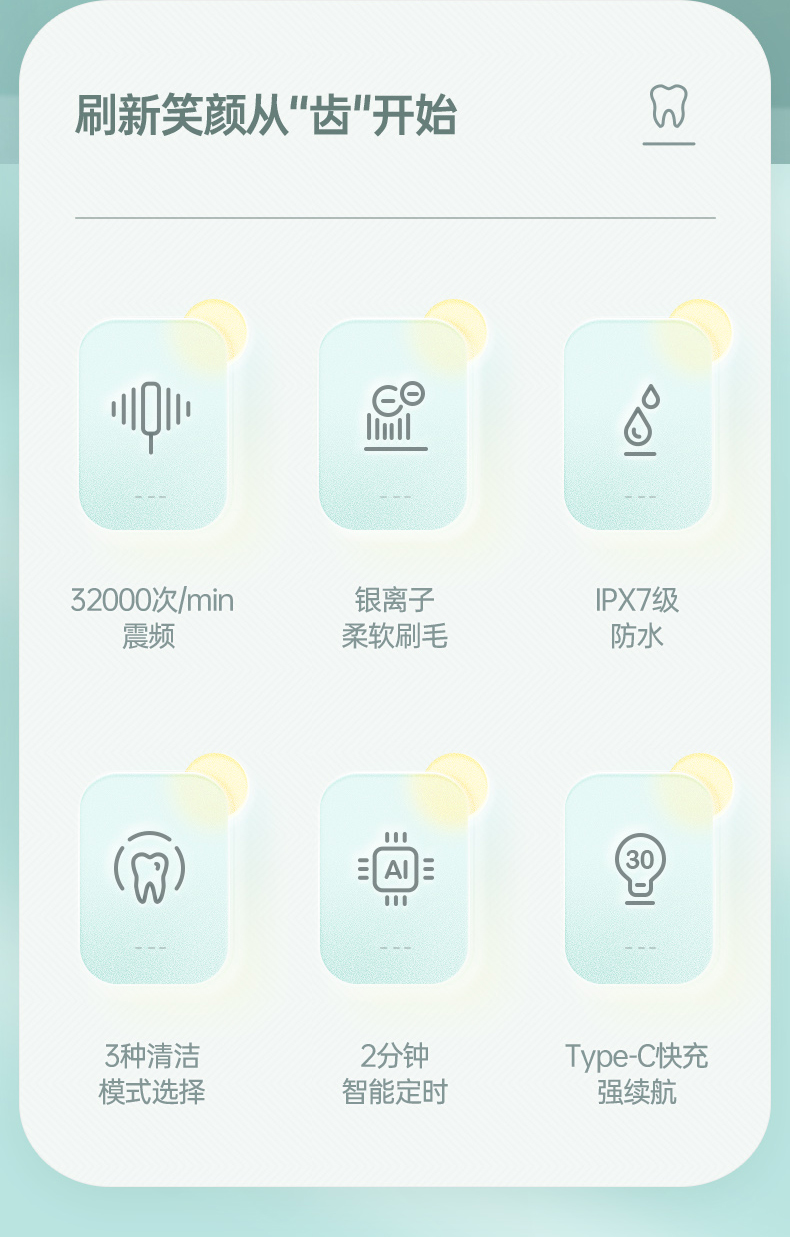 刷新笑颜从“齿”开始
32000次/min
震频
银离子
柔软刷毛
IPX7级
防水
AI
30
3种清洁
模式选择
2分钟
智能定时
Type-C快充
强续航